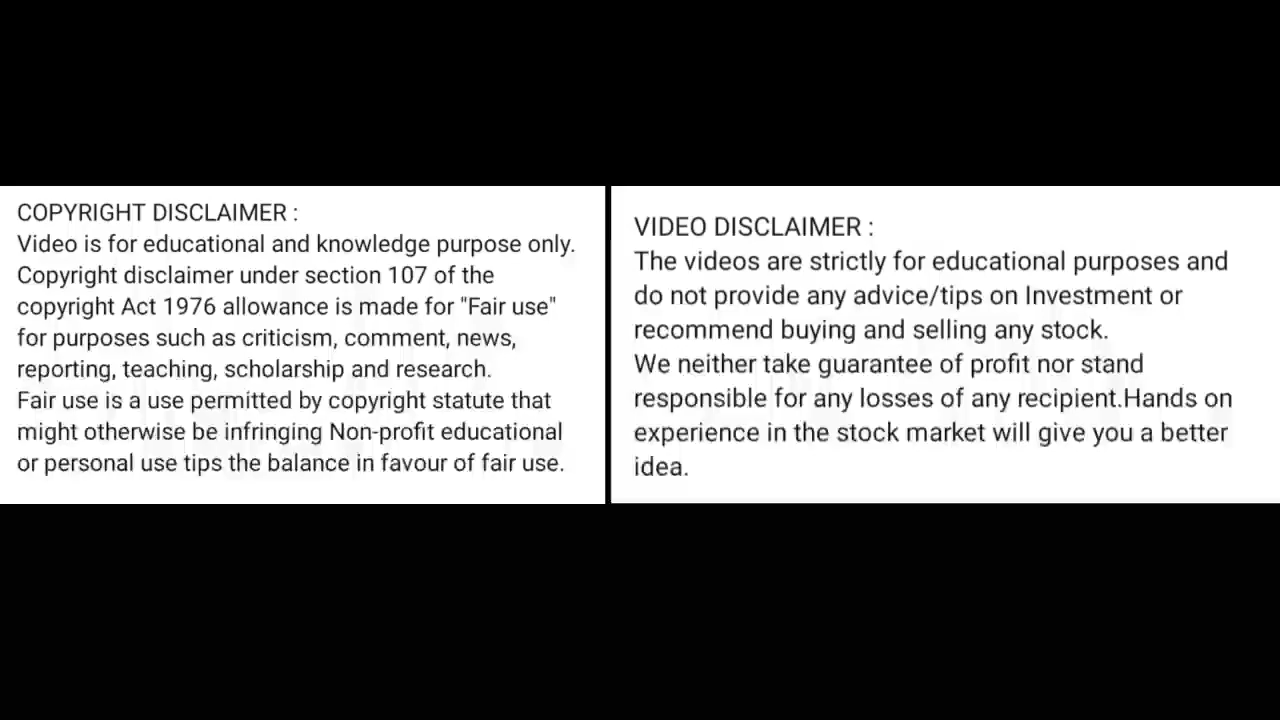 COPYRIGHT DISCLAIMER :
Video is for educational and knowledge purpose only.
Copyright disclaimer under section 107 of the
copyright Act 1976 allowance is made for "Fair use"
for purposes such as criticism, comment, news,
reporting, teaching, scholarship and research.
Fair use is a use permitted by copyright statute that
might otherwise be infringing Non-profit educational
or personal use tips the balance in favour of fair use.
VIDEO DISCLAIMER :
The videos are strictly for educational purposes and
do not provide any advice/tips on Investment or
recommend buying and selling any stock.
We neither take guarantee of profit nor stand
responsible for any losses of any recipient.Hands on
experience in the stock market will give you a better
idea.